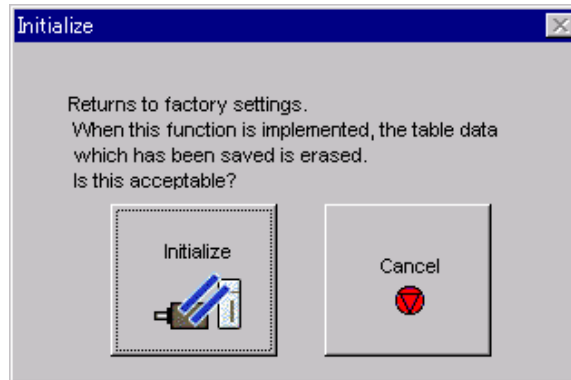 Initialize
Returns to factory settings.
When this function is implemented, the table data
which has been saved is erased.
Is this acceptable?
Initialize
Cancel